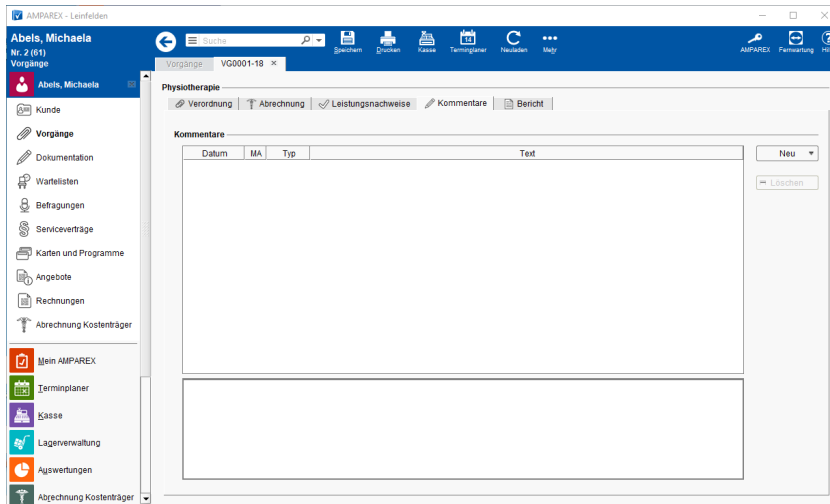 AMPAREX - Leinfelden
Abels, Michaela
Nr. 2 (61)
Vorgänge
Suche
Speichern
Drucken
Kasse
Terminplaner
Neuladen
Mehr
AMPAREX
Fernwartung
14
Vorgänge
VG0001-18 ×
Abels, Michaela
Kunde
Vorgänge
Dokumentation
Wartelisten
Befragungen
Serviceverträge
Karten und Programme
Angebote
Rechnungen
Abrechnung Kostenträger
Mein AMPAREX
Terminplaner
Kasse
Lagerverwaltung
Auswertungen
Abrechnung Kostenträger
Physiotherapie
Verordnung
Abrechnung
Leistungsnachweise
Kommentare
Bericht
Kommentare
Datum MA Typ Text
Neu
Löschen